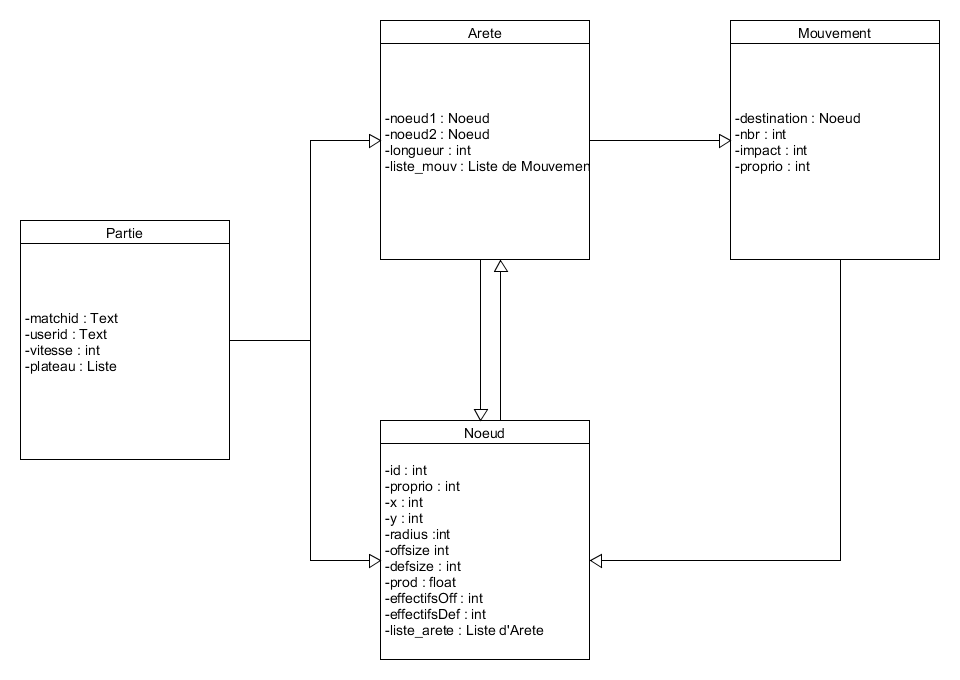 Arete
-noeud1 : Noeud
-noeud2 : Noeud
-longueur : int
-liste_mouv : Liste de Mouvemen
Mouvement
-destination : Noeud
-nbr : int
-impact : int
-proprio : int
Partie
-matchid : Text
-userid : Text
-vitesse : int
-plateau : Liste
Noeud
-id : int
-proprio : int
-x : int
-y : int
-radius :int
-offsize int
-defsize : int
-prod : float
-effectifsOff : int
-effectifsDef : int
-liste_arete : Liste d'Arete